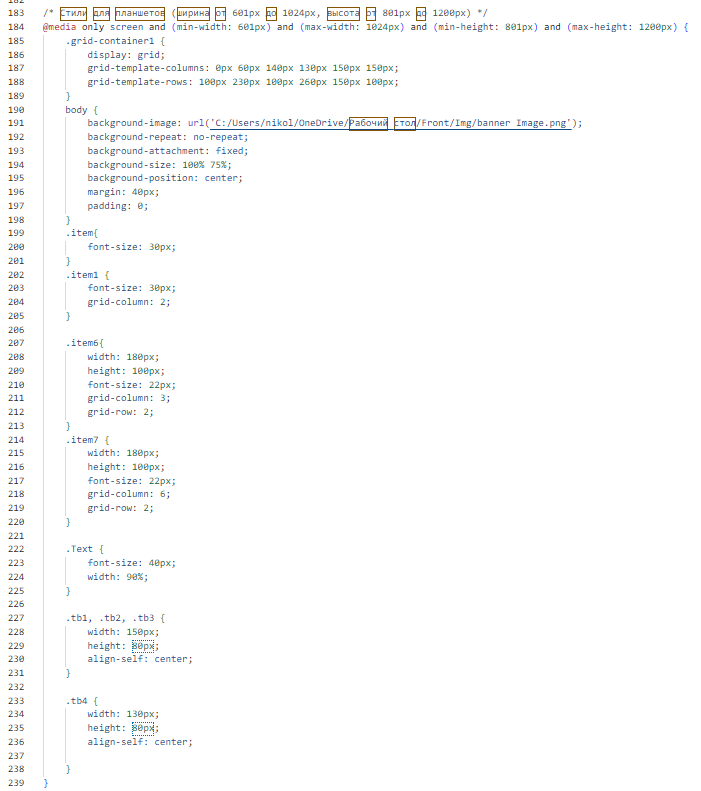 182
183 /* Стили для планшетов (ширина от 601px до 1024px, высота от 801px до 1200px) */
184 @media only screen and (min-width: 601px) and (max-width: 1024px) and (min-height: 801px) and (max-height: 1200px) {
185 .grid-container1 {
186 display: grid;
187 grid-template-columns: 0px 60px 140px 130px 150px 150px;
188 grid-template-rows: 100px 230px 100px 260px 150px 100px;
189 }
190 body {
191 background-image: url('C:/Users/nikol/OneDrive/Рабочий стол/Front/Img/banner Image.png');
192 background-repeat: no-repeat;
193 background-attachment: fixed;
194 background-size: 100% 75%;
195 background-position: center;
196 margin: 40px;
197 padding: 0;
198 }
199 .item{
200 font-size: 30px;
201 }
202 .item1 {
203 font-size: 30px;
204 grid-column: 2;
205 }
206
207 .item6{
208 width: 180px;
209 height: 100px;
210 font-size: 22px;
211 grid-column: 3;
212 grid-row: 2;
213 }
214 .item7 {
215 width: 180px;
216 height: 100px;
217 font-size: 22px;
218 grid-column: 6;
219 grid-row: 2;
220 }
221
222 .Text {
223 font-size: 40px;
224 width: 90%;
225 }
226
227 .tb1, .tb2, .tb3 {
228 width: 150px;
229 height: 80px;
230 align-self: center;
231 }
232
233 .tb4 {
234 width: 130px;
235 height: 80px;
236 align-self: center;
237
238 }
239 }